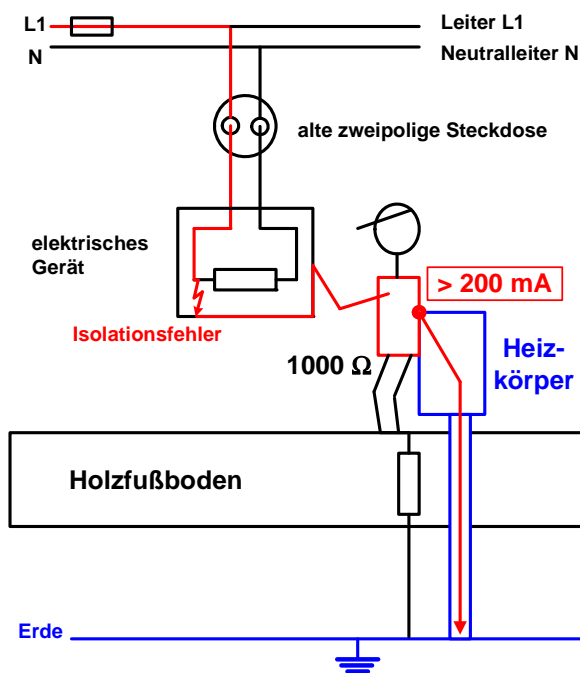 L1
Leiter L1
N
Neutralleiter N
alte zweipolige Steckdose
elektrisches
Gerät
> 200 mA
Isolationsfehler
Heiz-
körper
1000 Ω
Holzfußboden
Erde